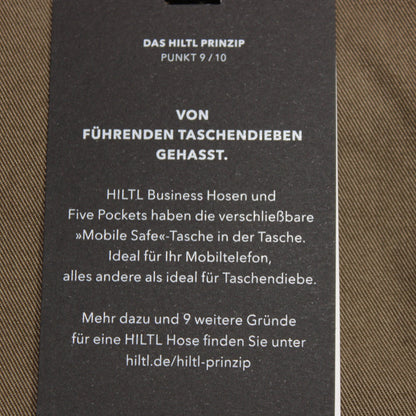 DAS HILTL PRINZIP
PUNKT 9 / 10
VON
FÜHRENDEN TASCHENDIEBEN
GEHASST.
HILTL Business Hosen und
Five Pockets haben die verschließbare
»Mobile Safe«-Tasche in der Tasche.
Ideal für Ihr Mobiltelefon,
alles andere als ideal für Taschendiebe.
Mehr dazu und 9 weitere Gründe
für eine HILTL Hose finden Sie unter
hiltl.de/hiltl-prinzip